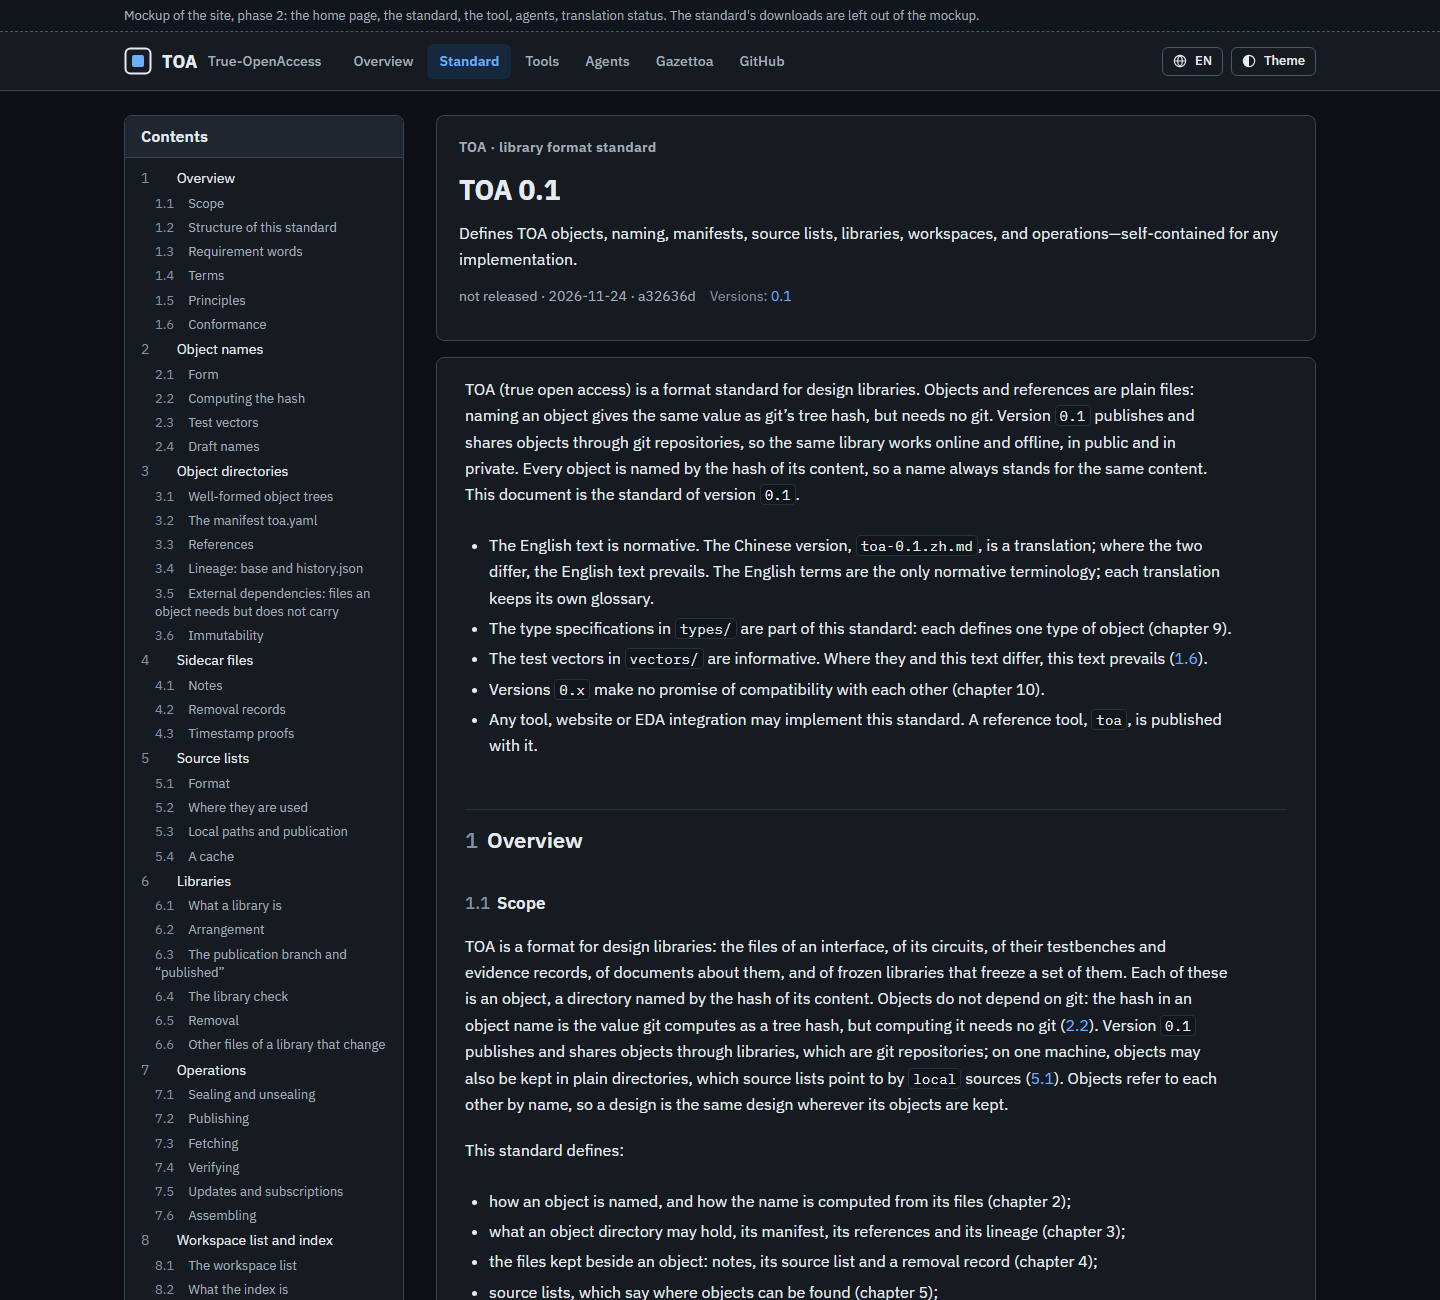 Mockup of the site, phase 2: the home page, the standard, the tool, agents, translation status. The standard's downloads are left out of the mockup.
TOA True-OpenAccess Overview Standard Tools Agents Gazettoa GitHub EN Theme
Contents
1 Overview
1.1 Scope
1.2 Structure of this standard
1.3 Requirement words
1.4 Terms
1.5 Principles
1.6 Conformance
2 Object names
2.1 Form
2.2 Computing the hash
2.3 Test vectors
2.4 Draft names
3 Object directories
3.1 Well-formed object trees
3.2 The manifest toa.yaml
3.3 References
3.4 Lineage: base and history.json
3.5 External dependencies: files an
object needs but does not carry
3.6 Immutability
4 Sidecar files
4.1 Notes
4.2 Removal records
4.3 Timestamp proofs
5 Source lists
5.1 Format
5.2 Where they are used
5.3 Local paths and publication
5.4 A cache
6 Libraries
6.1 What a library is
6.2 Arrangement
6.3 The publication branch and
“published”
6.4 The library check
6.5 Removal
6.6 Other files of a library that change
7 Operations
7.1 Sealing and unsealing
7.2 Publishing
7.3 Fetching
7.4 Verifying
7.5 Updates and subscriptions
7.6 Assembling
8 Workspace list and index
8.1 The workspace list
8.2 What the index is
TOA · library format standard
TOA 0.1
Defines TOA objects, naming, manifests, source lists, libraries, workspaces, and operations—self-contained for any
implementation.
not released · 2026-11-24 · a32636d Versions: 0.1
TOA (true open access) is a format standard for design libraries. Objects and references are plain files:
naming an object gives the same value as git’s tree hash, but needs no git. Version 0.1 publishes and
shares objects through git repositories, so the same library works online and offline, in public and in
private. Every object is named by the hash of its content, so a name always stands for the same content.
This document is the standard of version 0.1.
• The English text is normative. The Chinese version, toa-0.1.zh.md, is a translation; where the two
differ, the English text prevails. The English terms are the only normative terminology; each translation
keeps its own glossary.
• The type specifications in types/ are part of this standard: each defines one type of object (chapter 9).
• The test vectors in vectors/ are informative. Where they and this text differ, this text prevails (1.6).
• Versions 0.x make no promise of compatibility with each other (chapter 10).
• Any tool, website or EDA integration may implement this standard. A reference tool, toa, is published
with it.
1 Overview
1.1 Scope
TOA is a format for design libraries: the files of an interface, of its circuits, of their testbenches and
evidence records, of documents about them, and of frozen libraries that freeze a set of them. Each of these
is an object, a directory named by the hash of its content. Objects do not depend on git: the hash in an
object name is the value git computes as a tree hash, but computing it needs no git (2.2). Version 0.1
publishes and shares objects through libraries, which are git repositories; on one machine, objects may
also be kept in plain directories, which source lists point to by local sources (5.1). Objects refer to each
other by name, so a design is the same design wherever its objects are kept.
This standard defines:
• how an object is named, and how the name is computed from its files (chapter 2);
• what an object directory may hold, its manifest, its references and its lineage (chapter 3);
• the files kept beside an object: notes, its source list and a removal record (chapter 4);
• source lists, which say where objects can be found (chapter 5);